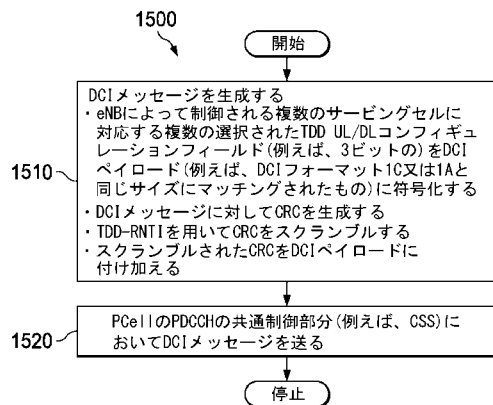 1500
開始
1510
DCIメッセージを生成する
・eNBによって制御される複数のサービングセルに
対応する複数の選択されたTDD UL/DLコンフィギュ
レーションフィールド(例えば、3ビットの)をDCI
ペイロード(例えば、DCIフォーマット1C又は1Aと
同じサイズにマッチングされたもの)に符号化する
・DCIメッセージに対してCRCを生成する
・TDD-RNTIを用いてCRCをスクランブルする
・スクランブルされたCRCをDCIペイロードに
付け加える
1520
PCellのPDCCHの共通制御部分(例えば、CSS)に
おいてDCIメッセージを送る
停止